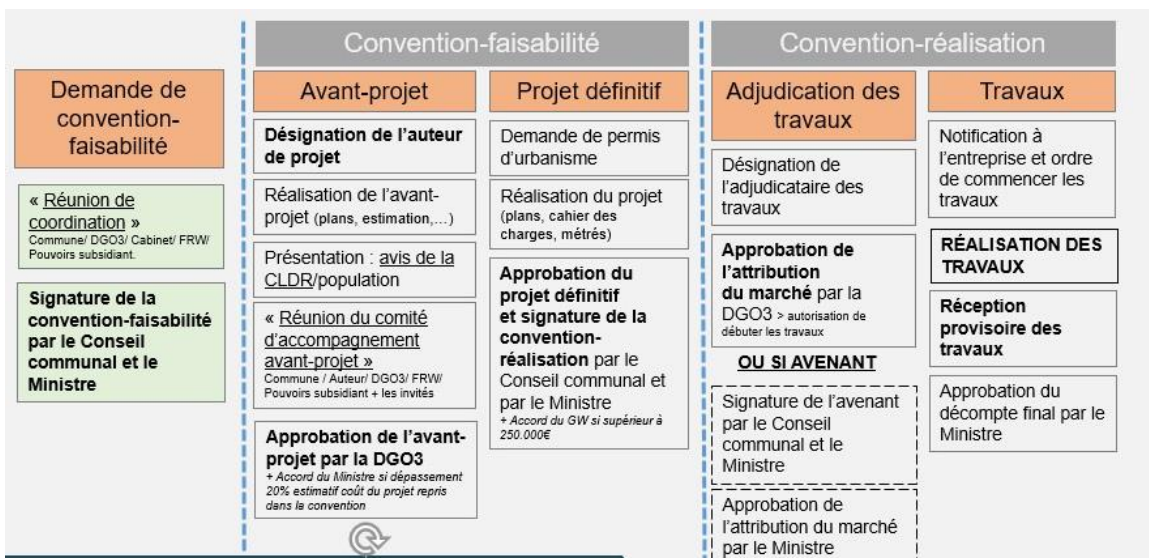 Demande de
convention-
faisabilité
« Réunion de
coordination »
Commune/ DGO3/ Cabinet/ FRW/
Pouvoirs subsidiant.
Signature de la
convention-faisabilité
par le Conseil
communal et le
Ministre
Convention-faisabilité
Avant-projet
Désignation de l’auteur
de projet
Réalisation de l’avant-
projet (plans, estimation,…)
Présentation : avis de la
CLDR/population
« Réunion du comité
d’accompagnement
avant-projet »
Commune / Auteur/ DGO3/ FRW/
Pouvoirs subsidiant + les invités
Approbation de l’avant-
projet par la DGO3
+ Accord du Ministre si dépassement
20% estimatif coût du projet repris
dans la convention
Projet définitif
Demande de permis
d’urbanisme
Réalisation du projet
(plans, cahier des
charges, métrés)
Approbation du
projet définitif
et signature de la
convention-
réalisation par le
Conseil communal et
par le Ministre
+ Accord du GW si supérieur à
250.000€
Convention-réalisation
Adjudication des
travaux
Désignation de
l’adjudicataire des
travaux
Approbation de
l’attribution
du marché par la
DGO3 > autorisation de
débuter les travaux
OU SI AVENANT
Signature de l’avenant
par le Conseil
communal et le
Ministre
Approbation de
l’attribution du marché
par le Ministre
Travaux
Notification à
l’entreprise et ordre
de commencer les
travaux
RÉALISATION DES
TRAVAUX
Réception
provisoire des
travaux
Approbation du
décompte final par le
Ministre